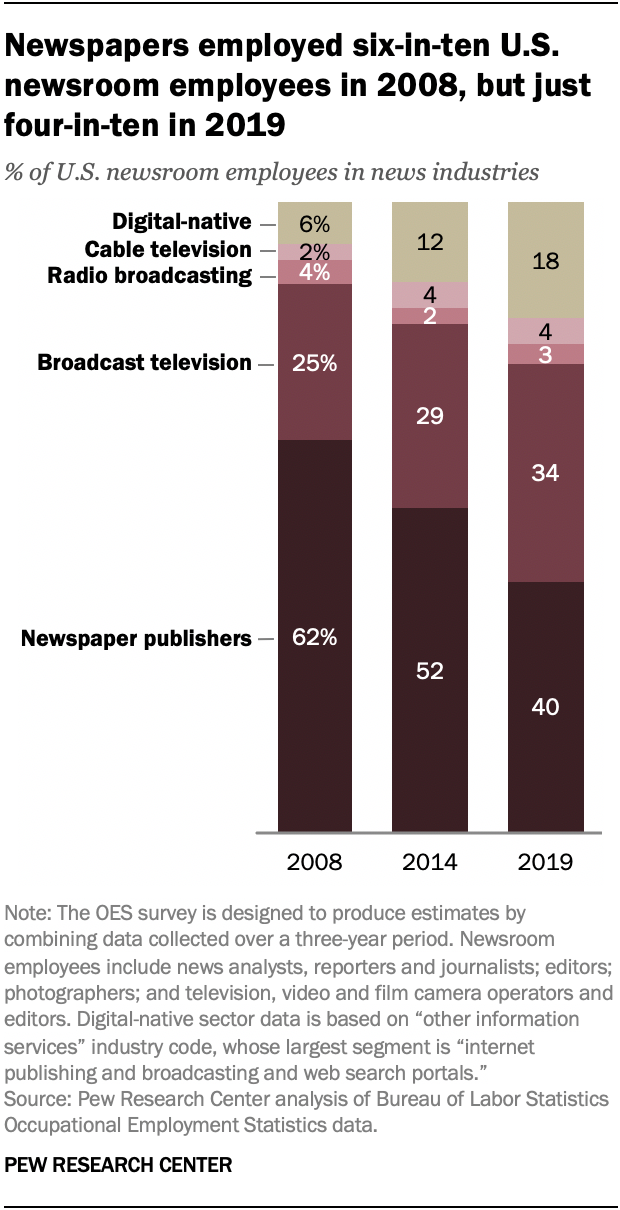 Newspapers employed six-in-ten U.S.
newsroom employees in 2008, but just
four-in-ten in 2019
% of U.S. newsroom employees in news industries
Digital-native
Cable television
Radio broadcasting
Broadcast television
Newspaper publishers
6%
2%
4%
25%
62%
12
4
2
29
52
18
4
3
34
40
2008 2014 2019
Note: The OES survey is designed to produce estimates by
combining data collected over a three-year period. Newsroom
employees include news analysts, reporters and journalists; editors;
photographers; and television, video and film camera operators and
editors. Digital-native sector data is based on “other information
services” industry code, whose largest segment is “internet
publishing and broadcasting and web search portals.”
Source: Pew Research Center analysis of Bureau of Labor Statistics
Occupational Employment Statistics data.
PEW RESEARCH CENTER